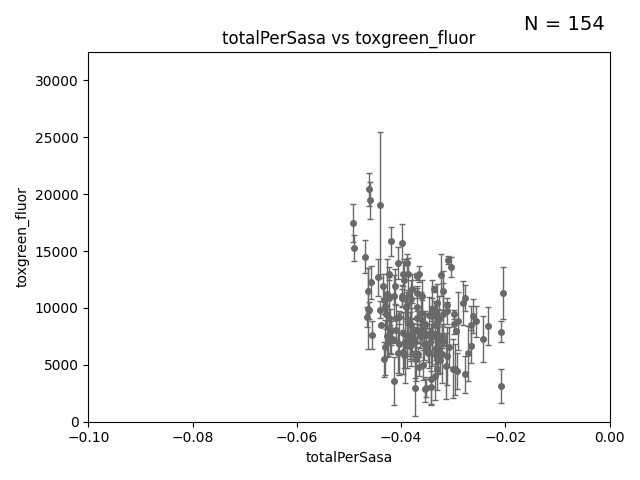 N = 154
totalPerSasa vs toxgreen_fluor
30000
25000
20000
15000
10000
5000
0
toxgreen_fluor
−0.10 −0.08 −0.06 −0.04 −0.02 0.00
totalPerSasa